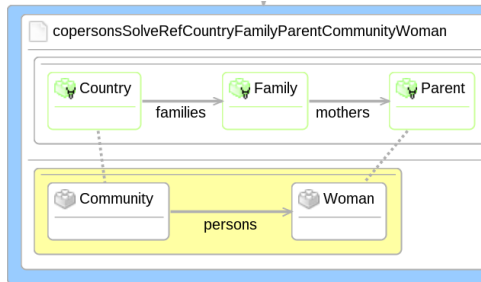 copersonsSolveRefCountryFamilyParentCommunityWoman
Country
Family
Parent
families
mothers
Community
Woman
persons